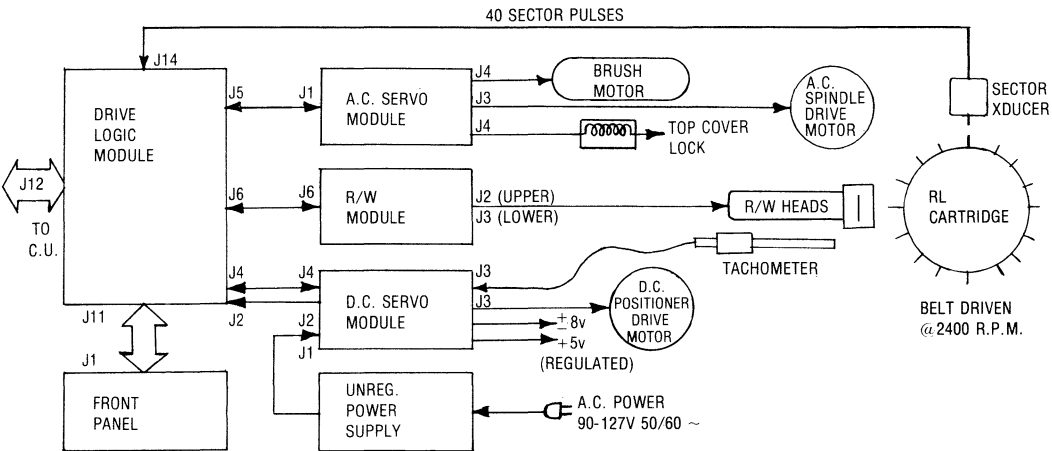 40 SECTOR PULSES
J14
DRIVE
LOGIC
MODULE
J5
J1
A.C. SERVO
MODULE
J4
J3
J4
BRUSH
MOTOR
TOP COVER
LOCK
A.C.
SPINDLE
DRIVE
MOTOR
SECTOR
XDUCER
J12
TO
C.U.
J6
J6
R/W
MODULE
J2 (UPPER)
J3 (LOWER)
R/W HEADS
RL
CARTRIDGE
TACHOMETER
BELT DRIVEN
@2400 R.P.M.
J4
J2
J4
J2
J1
D.C. SERVO
MODULE
J3
J3
±8v
+5v
(REGULATED)
D.C.
POSITIONER
DRIVE
MOTOR
J11
J1
FRONT
PANEL
UNREG.
POWER
SUPPLY
A.C. POWER
90-127V 50/60 ~